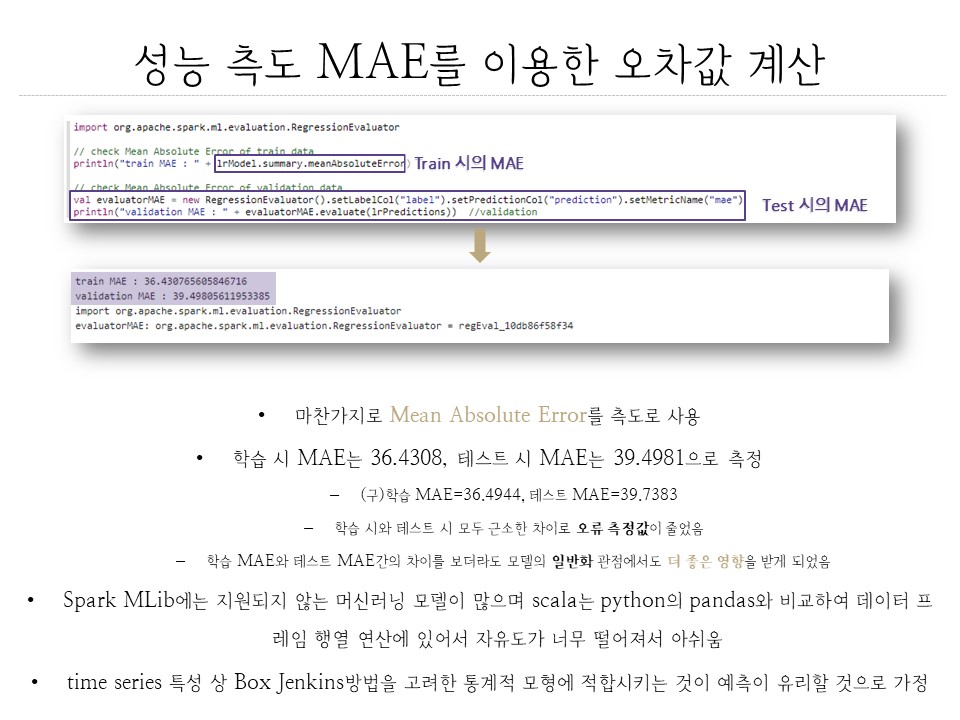 성능 측도 MAE를 이용한 오차값 계산
import org.apache.spark.ml.evaluation.RegressionEvaluator
// check Mean Absolute Error of train data
println("train MAE : " + lrModel.summary.meanAbsoluteError) Train 시의 MAE
// check Mean Absolute Error of validation data
val evaluatorMAE = new RegressionEvaluator().setLabelCol("label").setPredictionCol("prediction").setMetricName("mae")
println("validation MAE : " + evaluatorMAE.evaluate(lrPredictions)) //validation
Test 시의 MAE
train MAE : 36.430765605846716
validation MAE : 39.49805611953385
import org.apache.spark.ml.evaluation.RegressionEvaluator
evaluatorMAE: org.apache.spark.ml.evaluation.RegressionEvaluator = regEval_10db86f58f34
• 마찬가지로 Mean Absolute Error를 측도로 사용
• 학습 시 MAE는 36.4308, 테스트 시 MAE는 39.4981으로 측정
– (구)학습 MAE=36.4944, 테스트 MAE=39.7383
– 학습 시와 테스트 시 모두 근소한 차이로 오류 측정값이 줄었음
– 학습 MAE와 테스트 MAE간의 차이를 보더라도 모델의 일반화 관점에서도 더 좋은 영향을 받게 되었음
• Spark MLib에는 지원되지 않는 머신러닝 모델이 많으며 scala는 python의 pandas와 비교하여 데이터 프
레임 행열 연산에 있어서 자유도가 너무 떨어져서 아쉬움
• time series 특성 상 Box Jenkins방법을 고려한 통계적 모형에 적합시키는 것이 예측이 유리할 것으로 가정